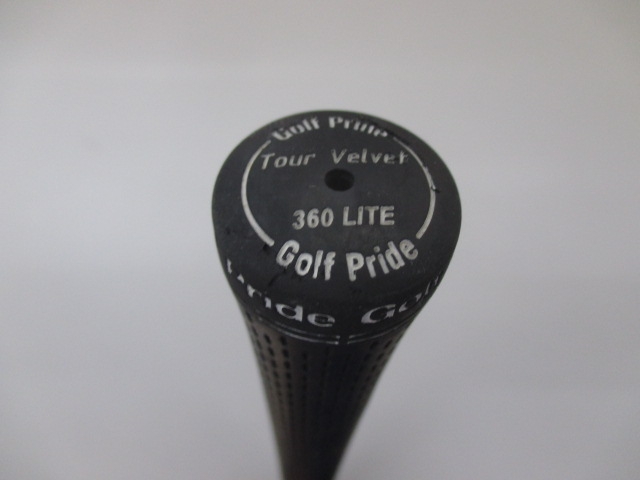 Golf Pride
Tour Velvet
360 LITE
Golf Pride
Pride Golf